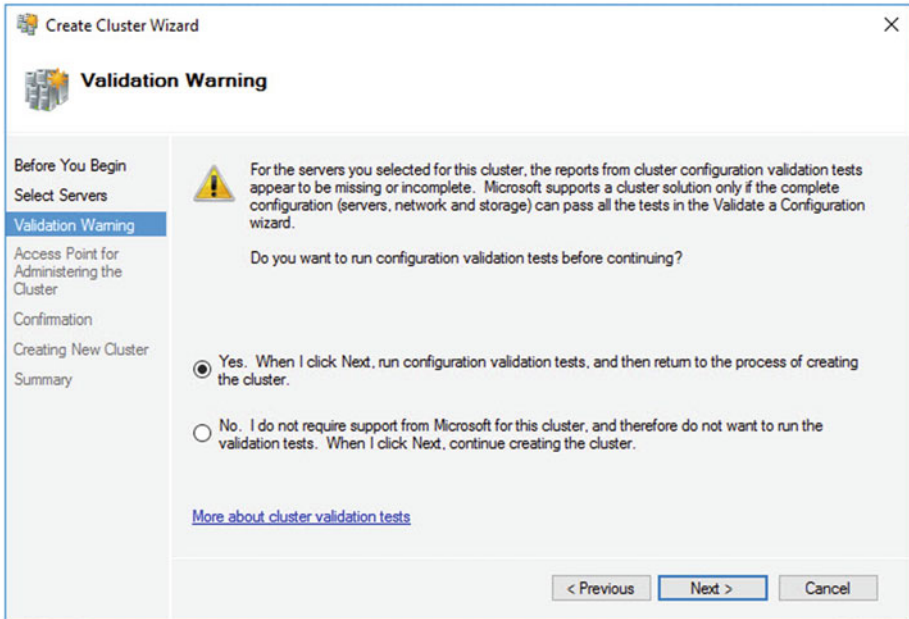 Create Cluster Wizard
Validation Warning
Before You Begin
Select Servers
Validation Warning
Access Point for
Administering the
Cluster
Confirmation
Creating New Cluster
Summary
For the servers you selected for this cluster, the reports from cluster configuration validation tests
appear to be missing or incomplete. Microsoft supports a cluster solution only if the complete
configuration (servers, network and storage) can pass all the tests in the Validate a Configuration
wizard.
Do you want to run configuration validation tests before continuing?
Yes. When I click Next, run configuration validation tests, and then return to the process of creating
the cluster.
No. I do not require support from Microsoft for this cluster, and therefore do not want to run the
validation tests. When I click Next, continue creating the cluster.
More about cluster validation tests
< Previous
Next >
Cancel